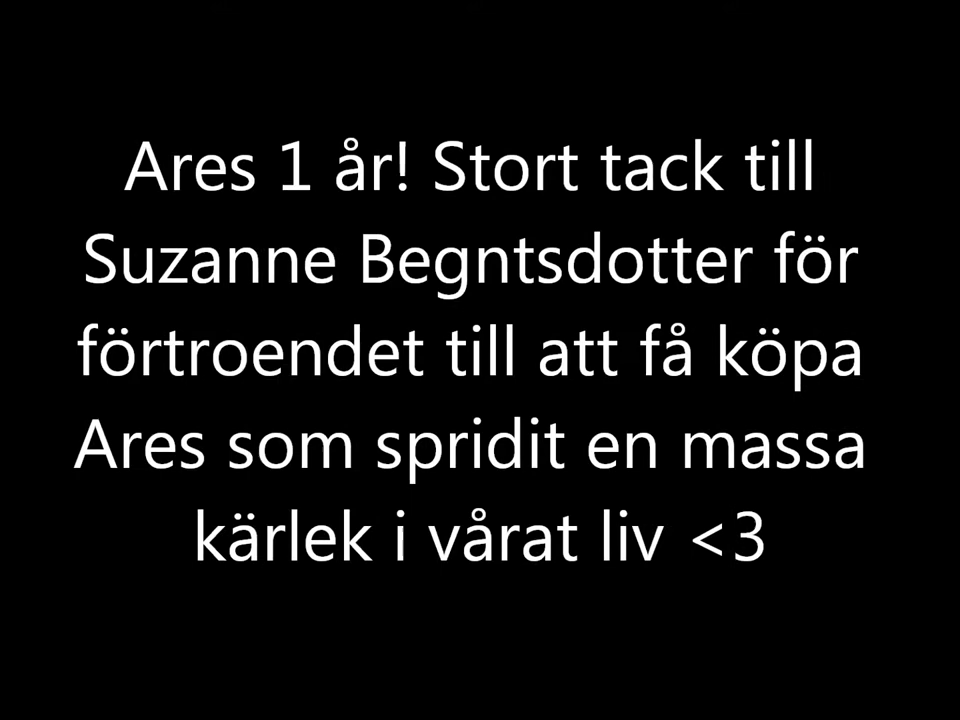 Ares 1 år! Stort tack till
Suzanne Begntsdotter för
förtroendet till att få köpa
Ares som spridit en massa
kärlek i vårat liv <3